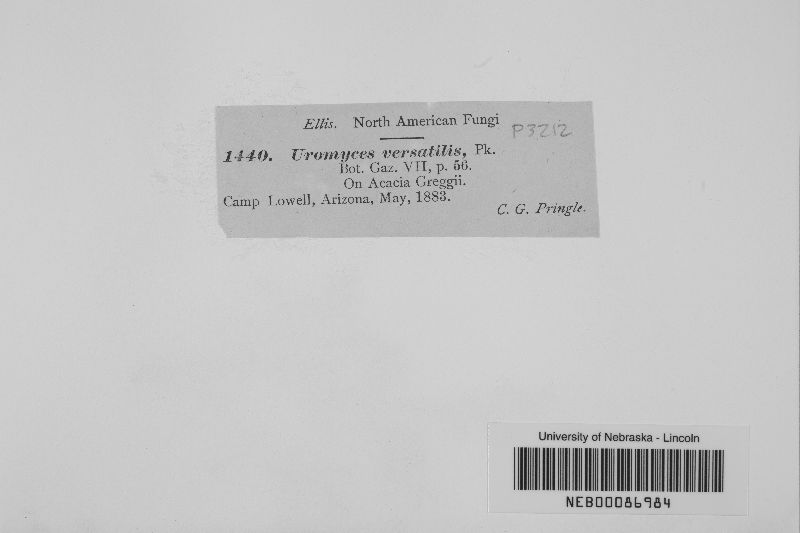 Ellis. North American Fungi
P3212
1440. Uromyces versatilis, Pk.
Bot. Gaz. VII, p. 56.
On Acacia Greggii.
Camp Lowell, Arizona, May, 1883.
C. G. Pringle.
University of Nebraska - Lincoln
NEB00086984